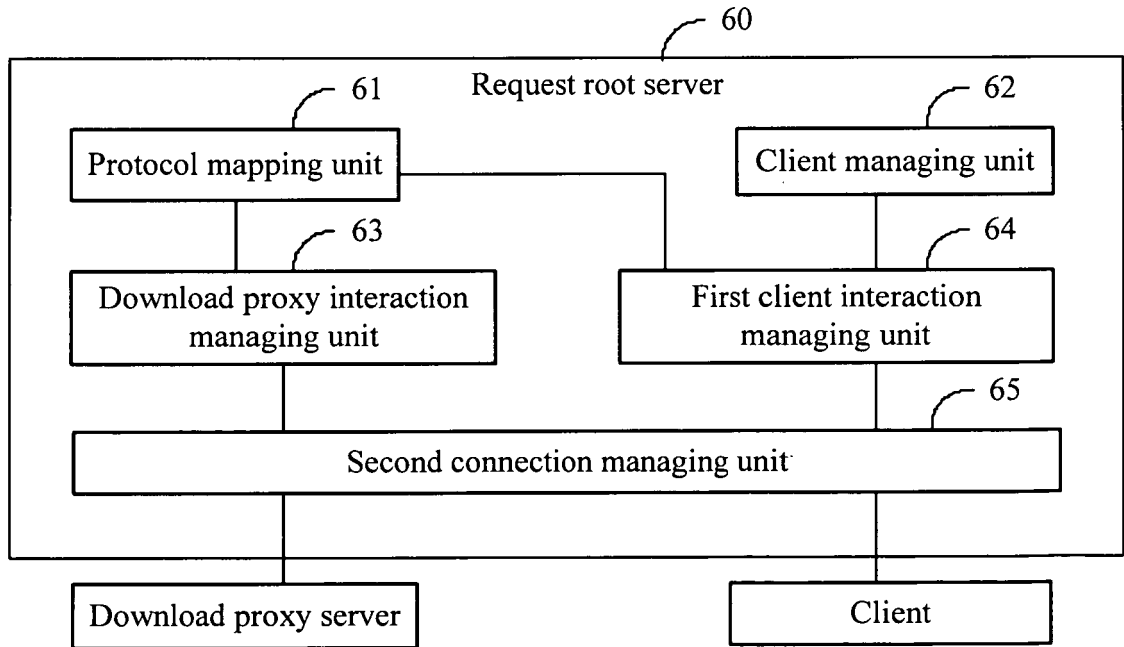 60
Request root server
61
62
Protocol mapping unit
Client managing unit
63
64
Download proxy interaction
managing unit
First client interaction
managing unit
65
Second connection managing unit
Download proxy server
Client